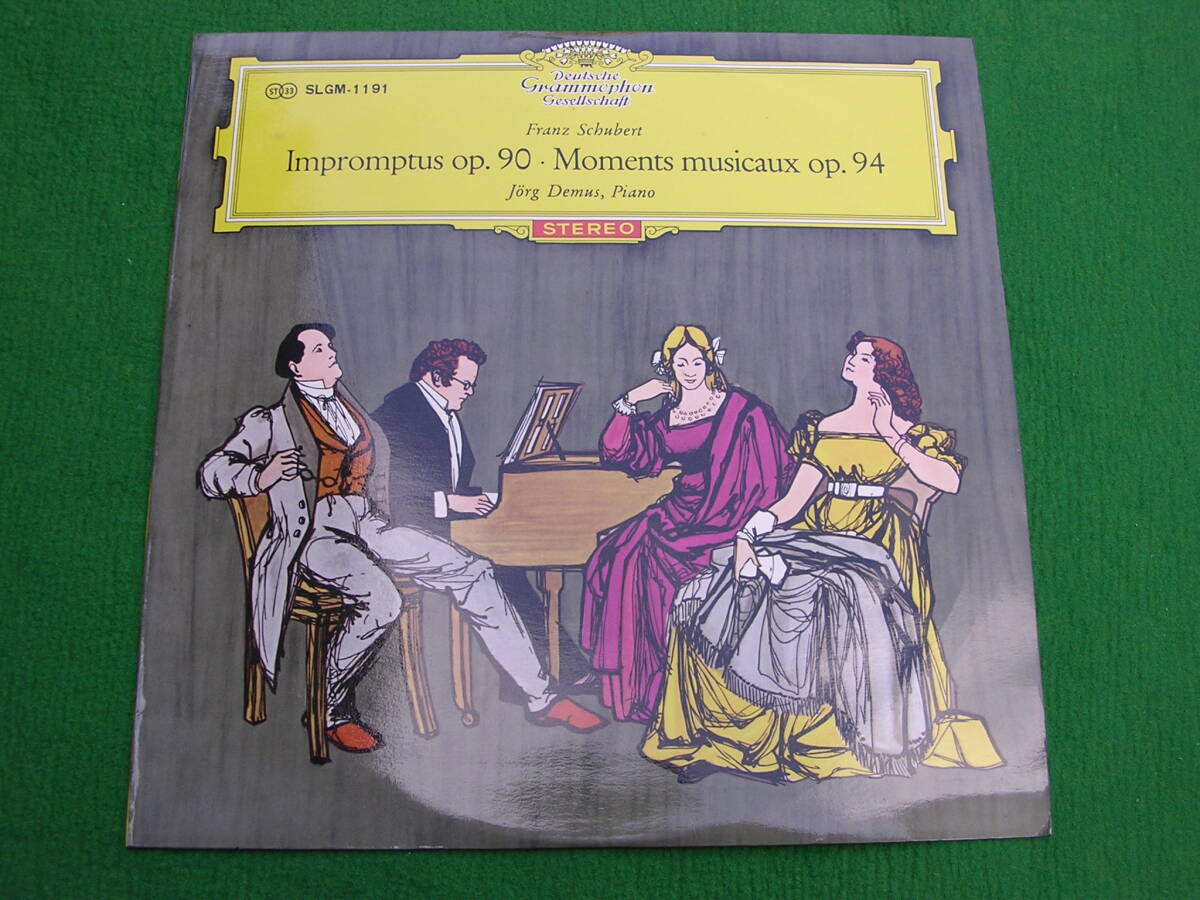 ST 33 SLGM-1191
Deutsche
Grammophon
Gesellschaft
Franz Schubert
Impromptus op. 90 · Moments musicaux op. 94
Jörg Demus, Piano
STEREO